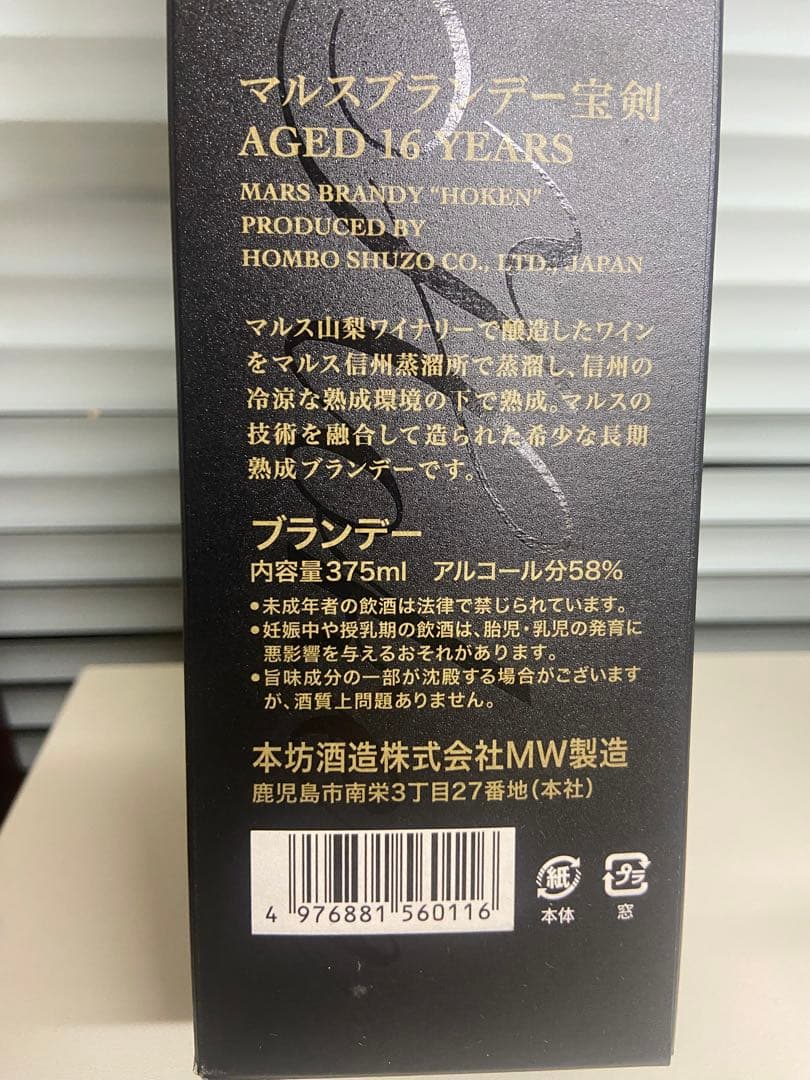 マルスブランデー宝剣
AGED 16 YEARS
MARS BRANDY “HOKEN”
PRODUCED BY
HOMBO SHUZO CO., LTD., JAPAN
マルス山梨ワイナリーで醸造したワイン
をマルス信州蒸溜所で蒸溜し、信州の
冷涼な熟成環境の下で熟成。マルスの
技術を融合して造られた希少な長期
熟成ブランデーです。
ブランデー
内容量375ml アルコール分58%
●未成年者の飲酒は法律で禁じられています。
●妊娠中や授乳期の飲酒は、胎児・乳児の発育に
悪影響を与えるおそれがあります。
●旨味成分の一部が沈殿する場合がございます
が、酒質上問題ありません。
本坊酒造株式会社MW製造
鹿児島市南栄3丁目27番地(本社)
4 976881 560116
紙
本体
プラ
窓